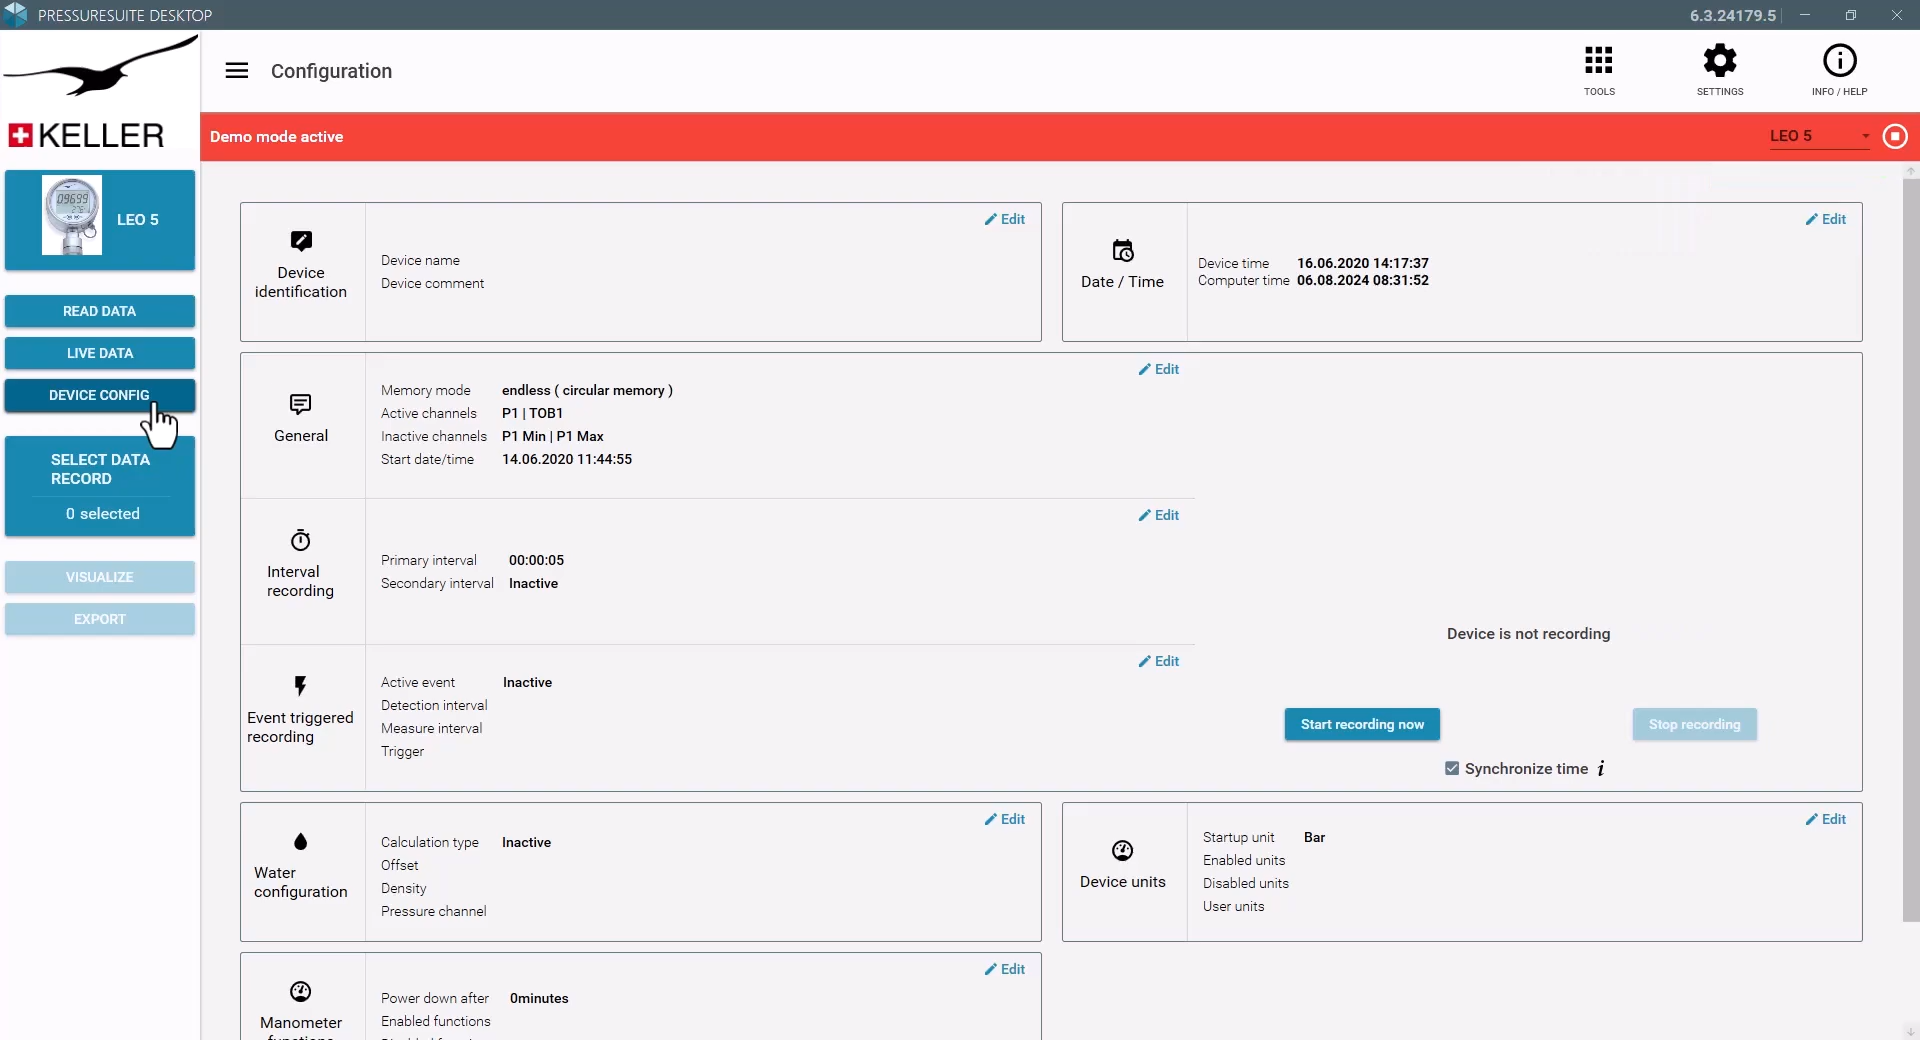 PRESSURESUITE DESKTOP
6.3.24179.5
Configuration
TOOLS
SETTINGS
INFO / HELP
KELLER
Demo mode active
LEO 5
09699
LEO 5
READ DATA
LIVE DATA
DEVICE CONFIG
SELECT DATA
RECORD
0 selected
VISUALIZE
EXPORT
Device
identification
Edit
Device name
Device comment
Date / Time
Edit
Device time 16.06.2020 14:17:37
Computer time 06.08.2024 08:31:52
General
Edit
Memory mode endless ( circular memory )
Active channels P1 | TOB1
Inactive channels P1 Min | P1 Max
Start date/time 14.06.2020 11:44:55
Interval
recording
Edit
Primary interval 00:00:05
Secondary interval Inactive
Event triggered
recording
Edit
Active event Inactive
Detection interval
Measure interval
Trigger
Device is not recording
Start recording now
Stop recording
Synchronize time i
Water
configuration
Edit
Calculation type Inactive
Offset
Density
Pressure channel
Device units
Edit
Startup unit Bar
Enabled units
Disabled units
User units
Manometer
Edit
Power down after 0minutes
Enabled functions